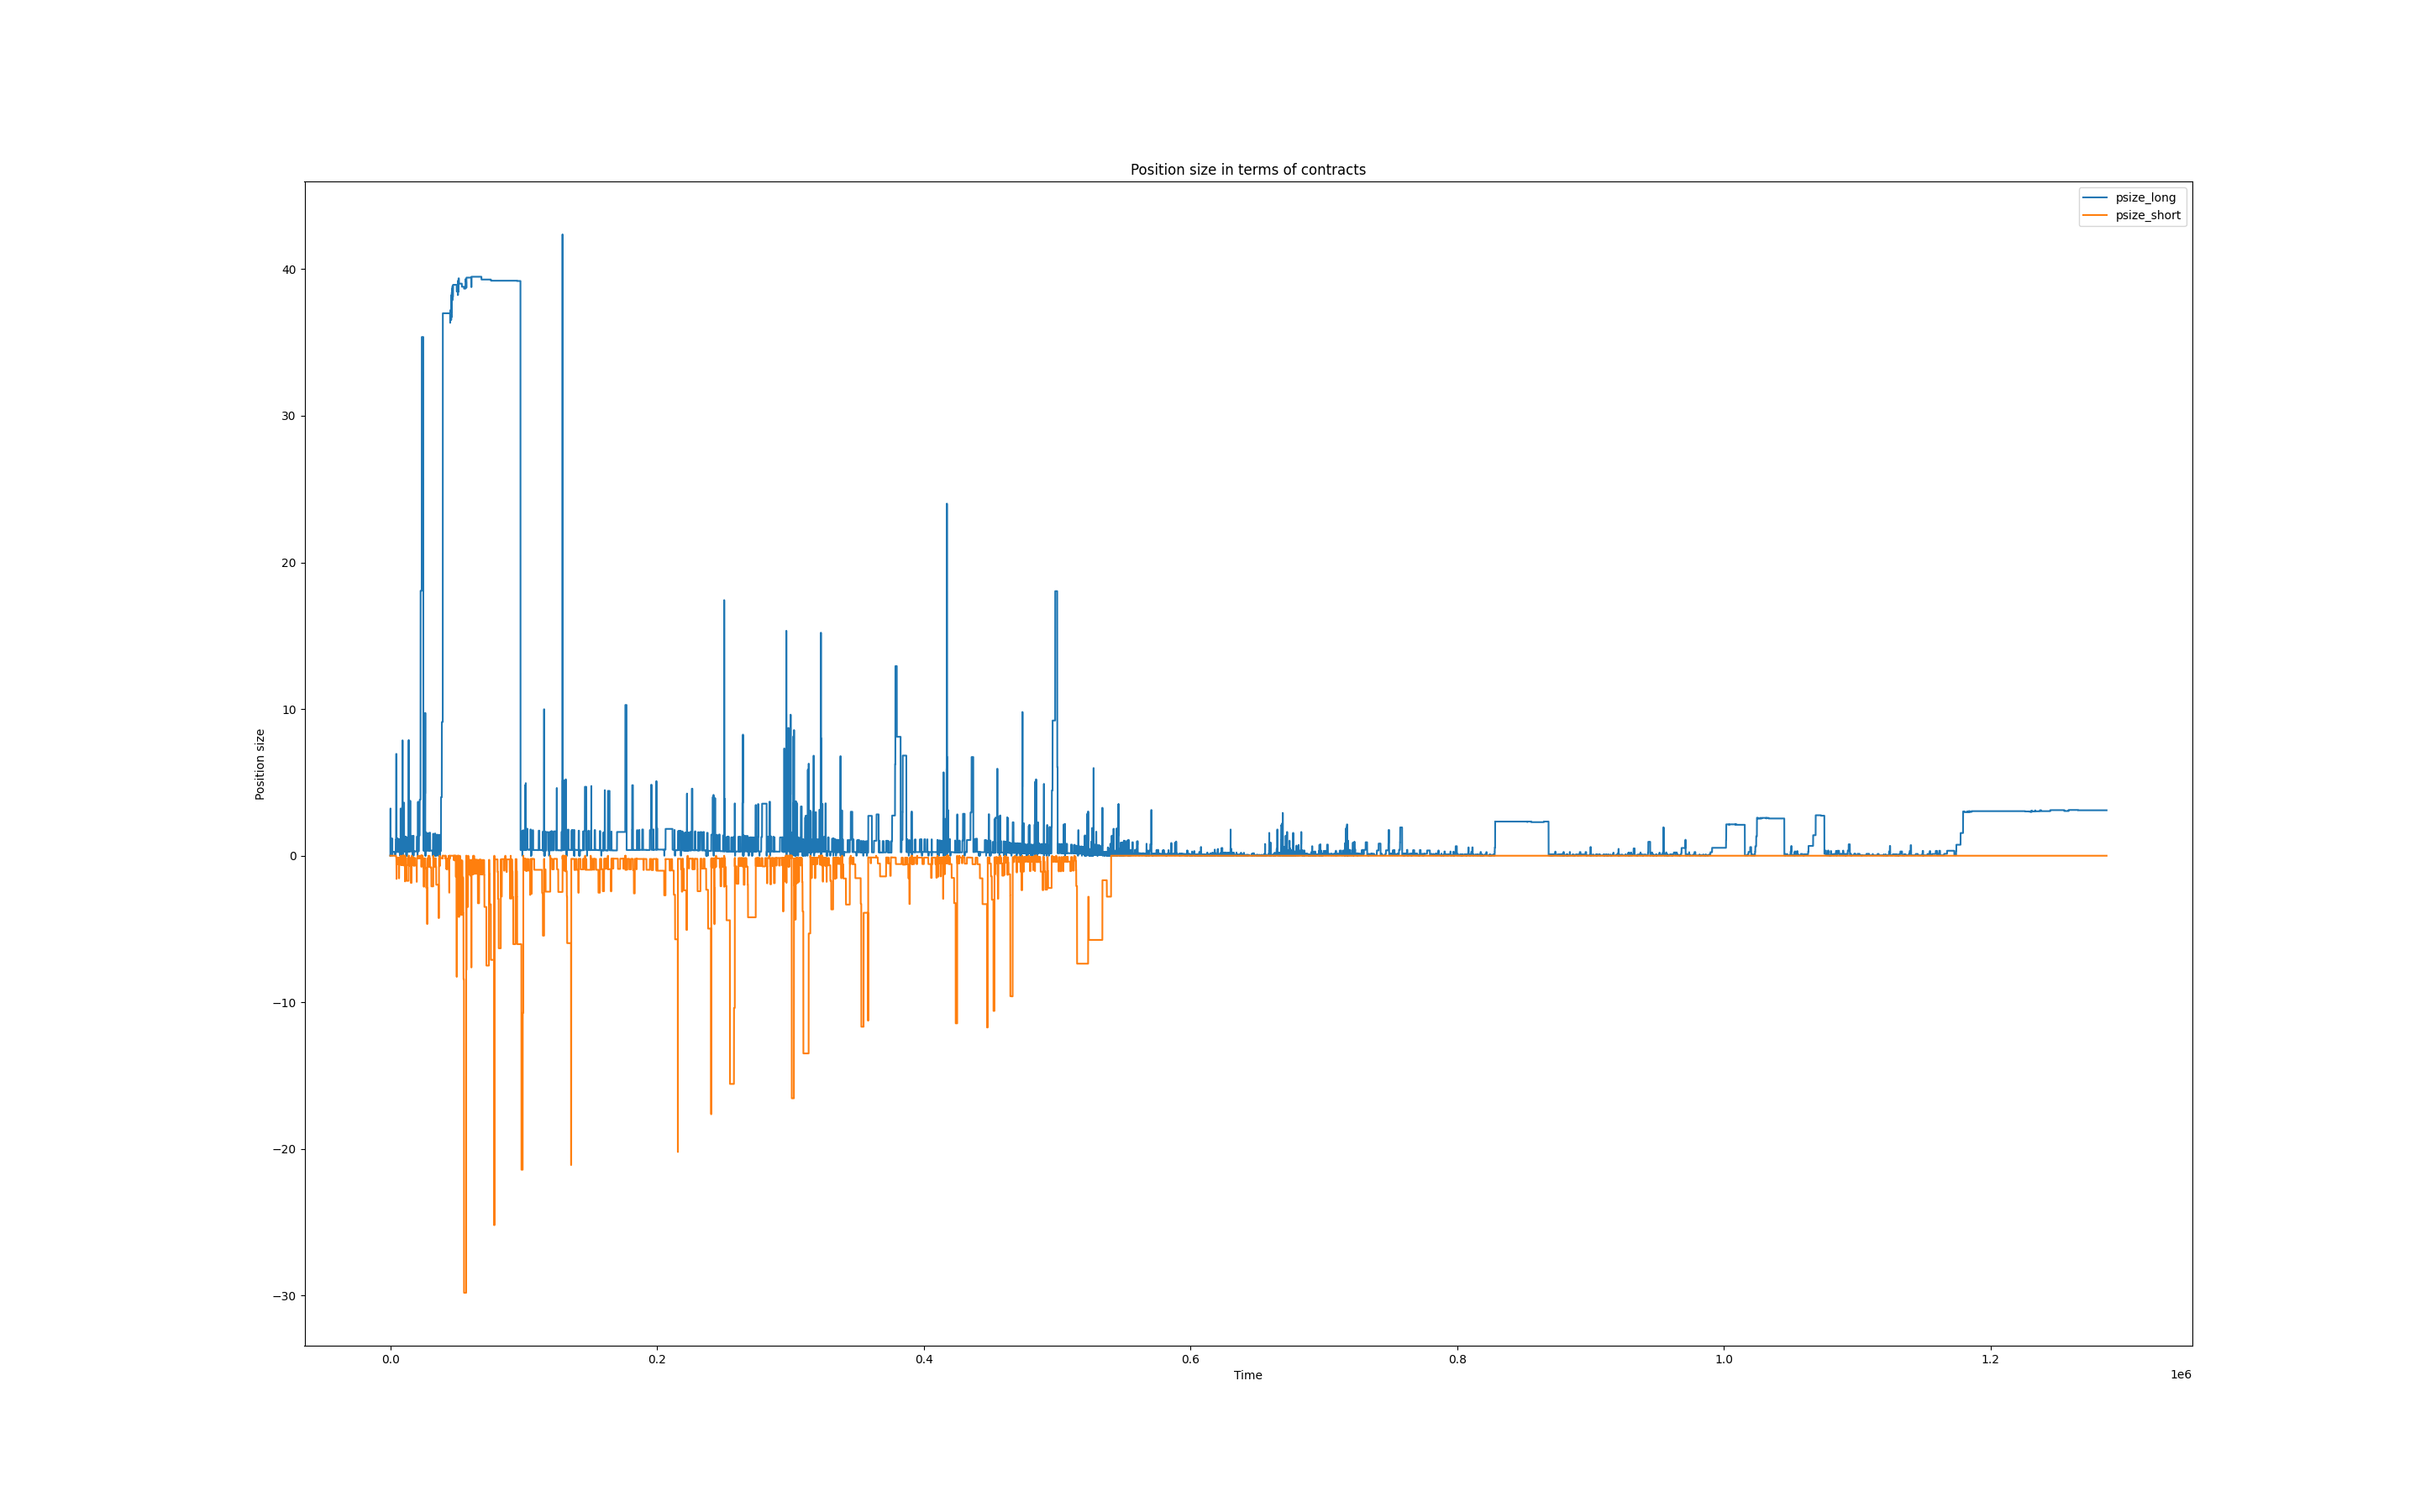 Position size in terms of contracts
psize_long
psize_short
40
30
20
10
0
−10
−20
−30
Position size
0.0 0.2 0.4 0.6 0.8 1.0 1.2
Time
1e6